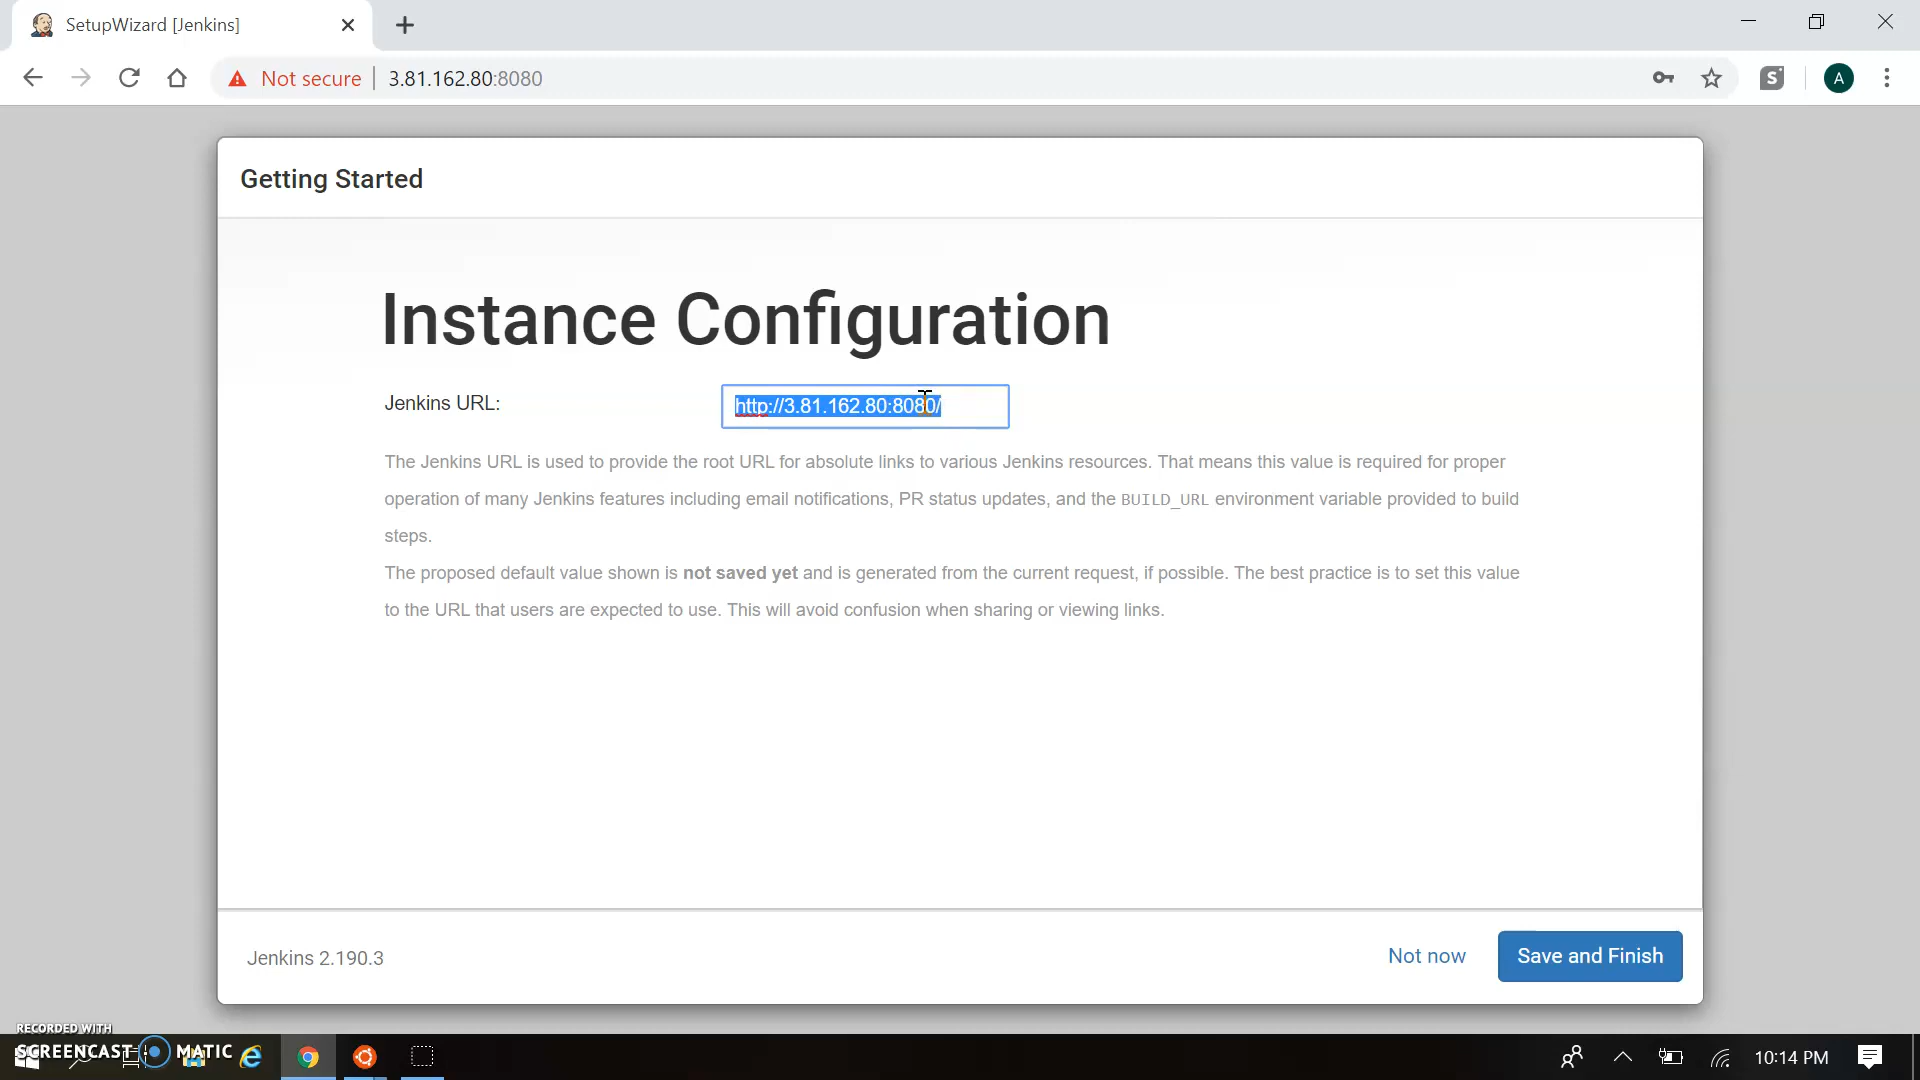 SetupWizard [Jenkins]
Not secure
3.81.162.80:8080
S
A
Getting Started
Instance Configuration
Jenkins URL:
http://3.81.162.80:8080/
The Jenkins URL is used to provide the root URL for absolute links to various Jenkins resources. That means this value is required for proper
operation of many Jenkins features including email notifications, PR status updates, and the BUILD_URL environment variable provided to build
steps.
The proposed default value shown is not saved yet and is generated from the current request, if possible. The best practice is to set this value
to the URL that users are expected to use. This will avoid confusion when sharing or viewing links.
Jenkins 2.190.3
Not now
Save and Finish
RECORDED WITH
SCREENCAST MATIC
10:14 PM